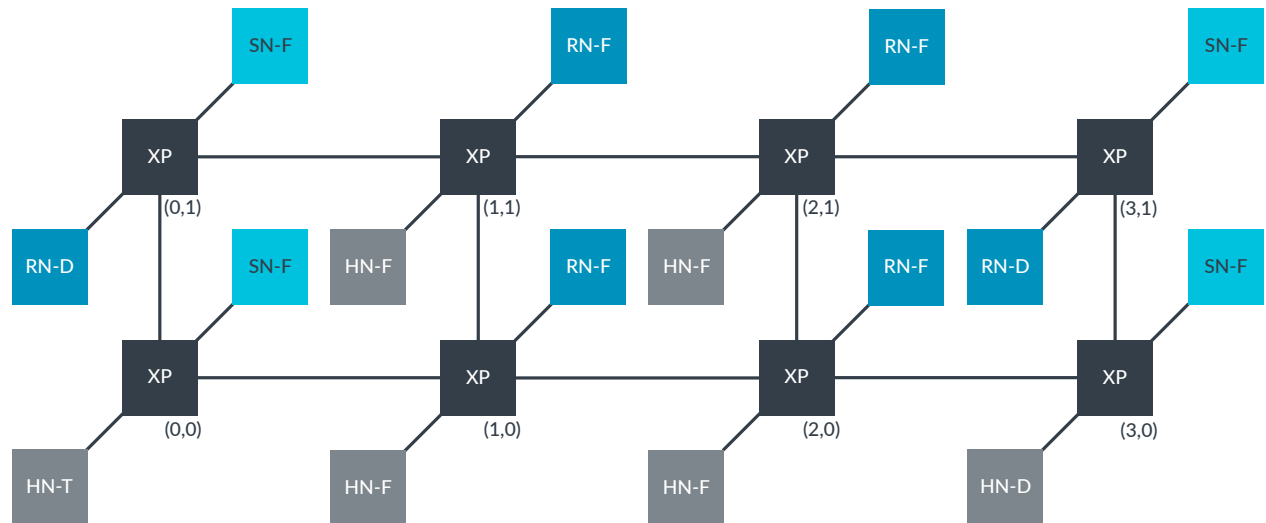 SN-F
RN-F
RN-F
SN-F
XP
XP
XP
XP
(0,1)
(1,1)
(2,1)
(3,1)
RN-D
SN-F
HN-F
RN-F
HN-F
RN-F
RN-D
SN-F
XP
XP
XP
XP
(0,0)
(1,0)
(2,0)
(3,0)
HN-T
HN-F
HN-F
HN-D